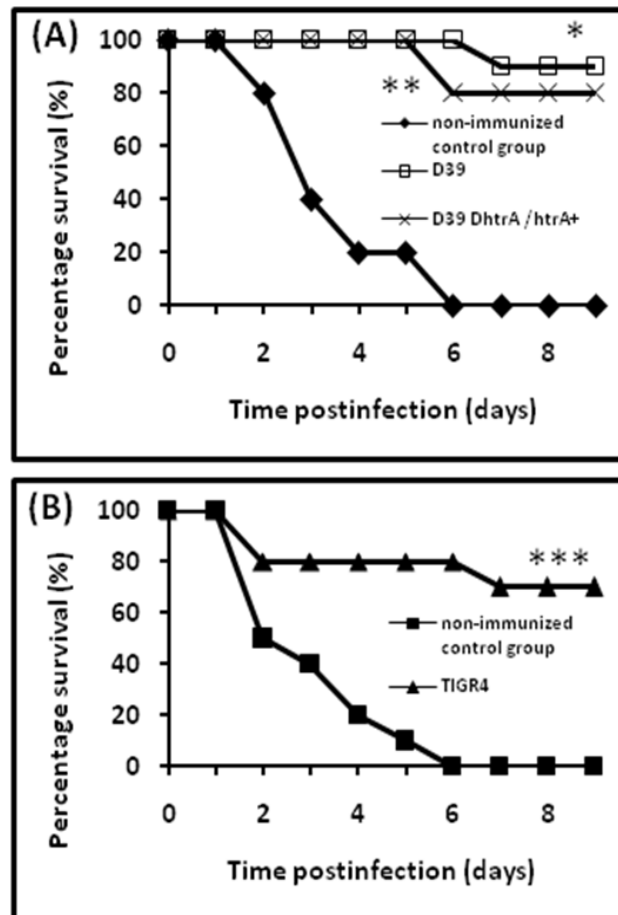 (A)
Percentage survival (%)
100
80
60
40
20
0
*
**
non-immunized
control group
D39
D39 DhtrA /htrA+
0 2 4 6 8
Time postinfection (days)
(B)
Percentage survival (%)
100
80
60
40
20
0
***
non-immunized
control group
TIGR4
0 2 4 6 8
Time postinfection (days)